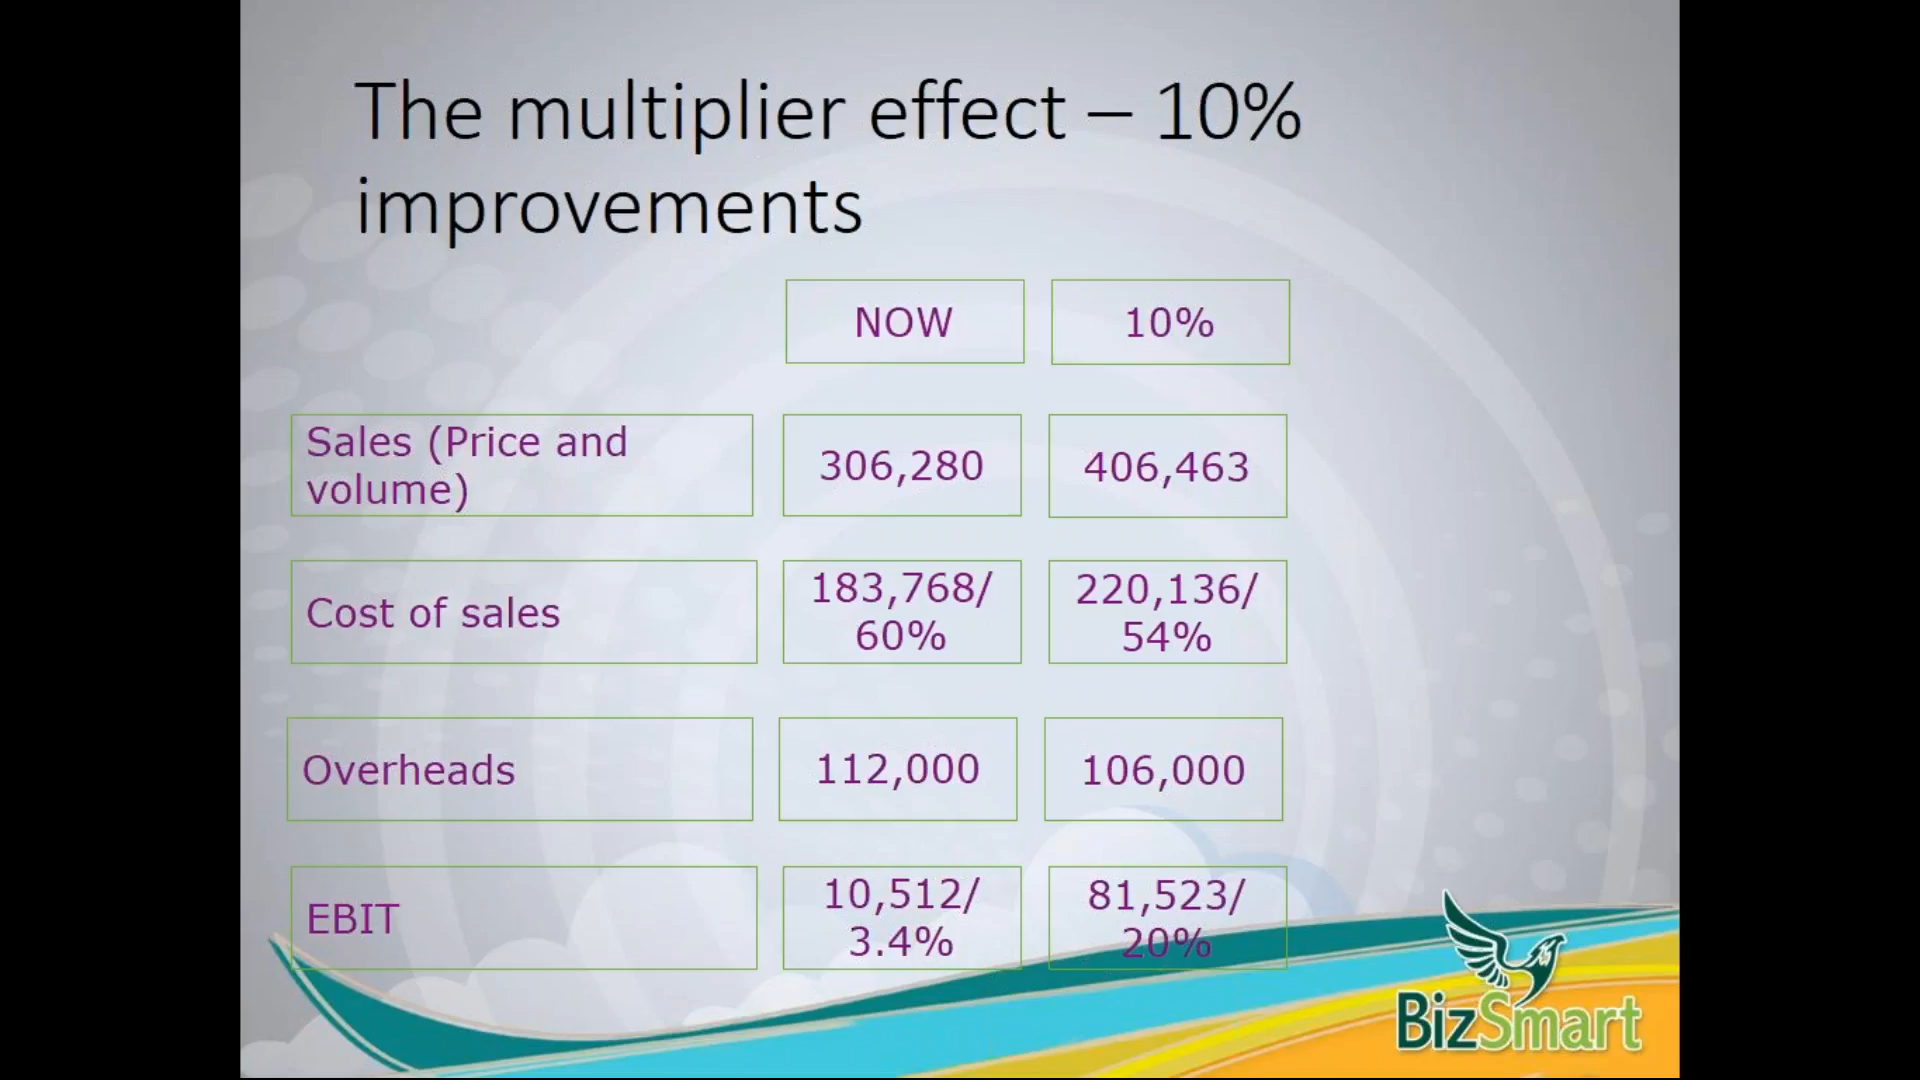 The multiplier effect – 10%
improvements
NOW
10%
Sales (Price and
volume)
306,280
406,463
Cost of sales
183,768/
60%
220,136/
54%
Overheads
112,000
106,000
EBIT
10,512/
3.4%
81,523/
20%
BizSmart